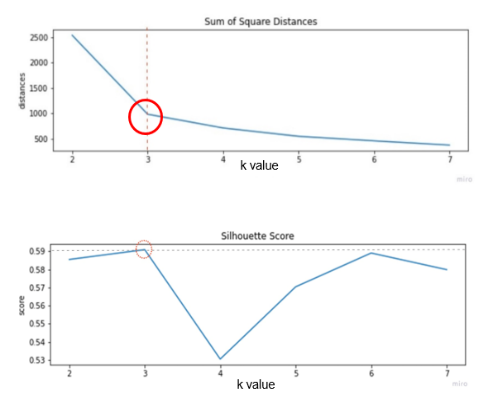 Sum of Square Distances
2500
2000
1500
1000
500
distances
2 3 4 5 6 7
k value
miro
Silhouette Score
0.59
0.58
0.57
0.56
0.55
0.54
0.53
score
2 3 4 5 6 7
k value
miro